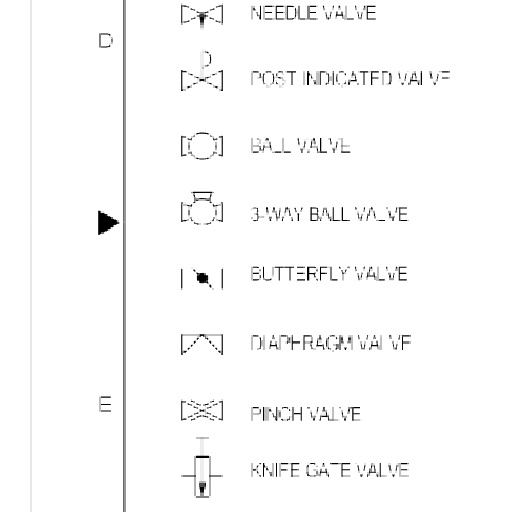 NEEDLE VALVE
D
POST INDICATED VALVE
BALL VALVE
3-WAY BALL VALVE
BUTTERFLY VALVE
DIAPHRAGM VALVE
E
PINCH VALVE
KNIFE GATE VALVE